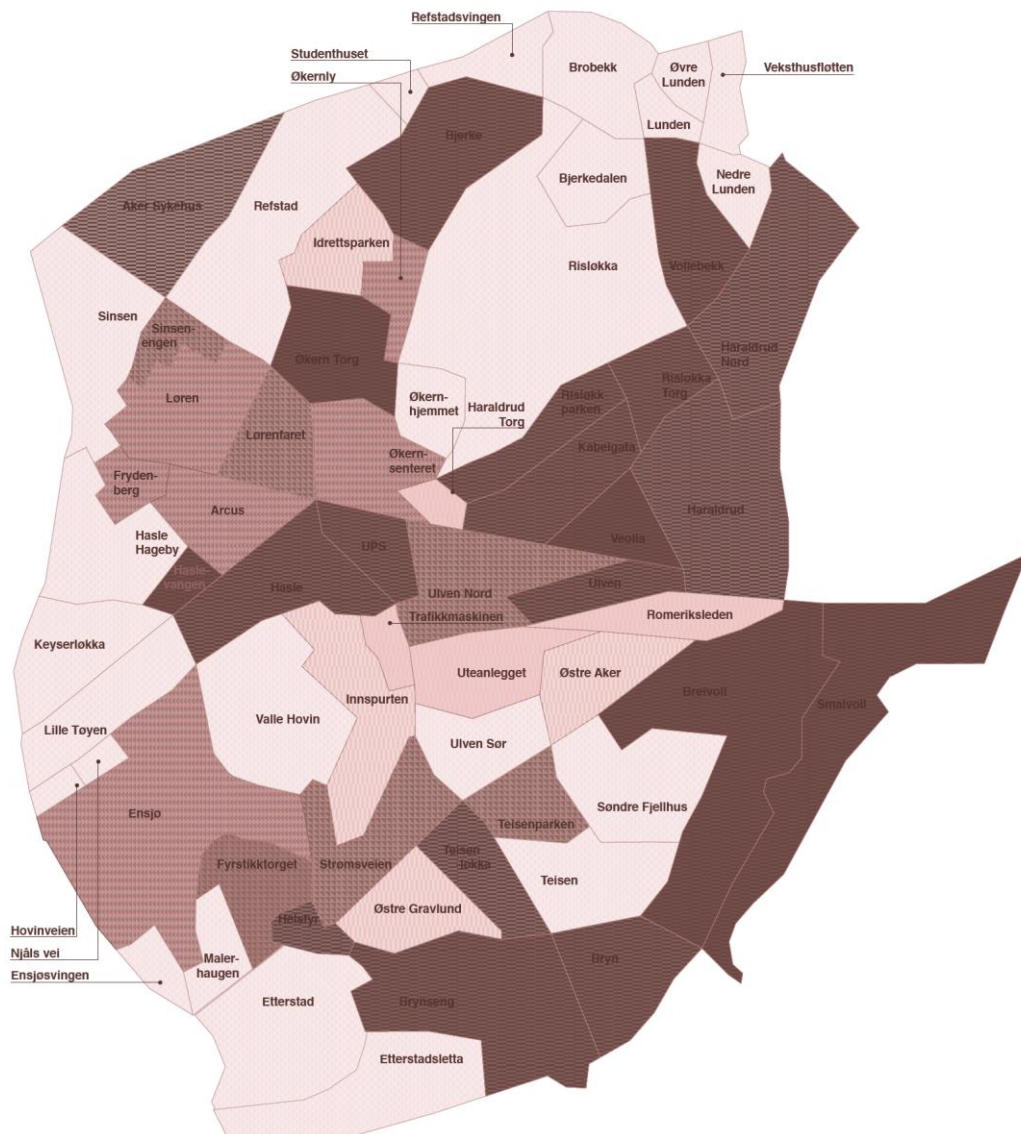 Refstadsvingen
Studenthuset
Økernly
Brobekk
Øvre
Lunden
Veksthusfløtten
Lunden
Bjerke
Bjerkedalen
Nedre
Lunden
Aker Sykehus
Refstad
Idrettsparken
Risløkka
Vollebekk
Sinsen
Sinsen-
engen
Haraldrud
Nord
Økern Torg
Løren
Økern-
hjemmet
Haraldrud
Torg
Risløkk
parken
Risløkka
Torg
Lørenfaret
Økern-
senteret
Kabelgata
Fryden-
berg
Arcus
Haraldrud
Hasle
Hageby
UPS
Veolia
Hasle-
vangen
Hasle
Ulven Nord
Ulven
Trafikkmaskinen
Romeriksleden
Keyserløkka
Uteanlegget
Østre Aker
Innspurten
Breivoll
Smalvoll
Valle Hovin
Lille Tøyen
Ulven Sør
Ensjø
Søndre Fjellhus
Teisenparken
Fyrstikktorget
Strømsveien
Teisen-
løkka
Teisen
Østre Gravlund
Helsfyr
Hovinveien
Njåls vei
Ensjøsvingen
Maler-
haugen
Bryn
Etterstad
Brynseng
Etterstadsletta